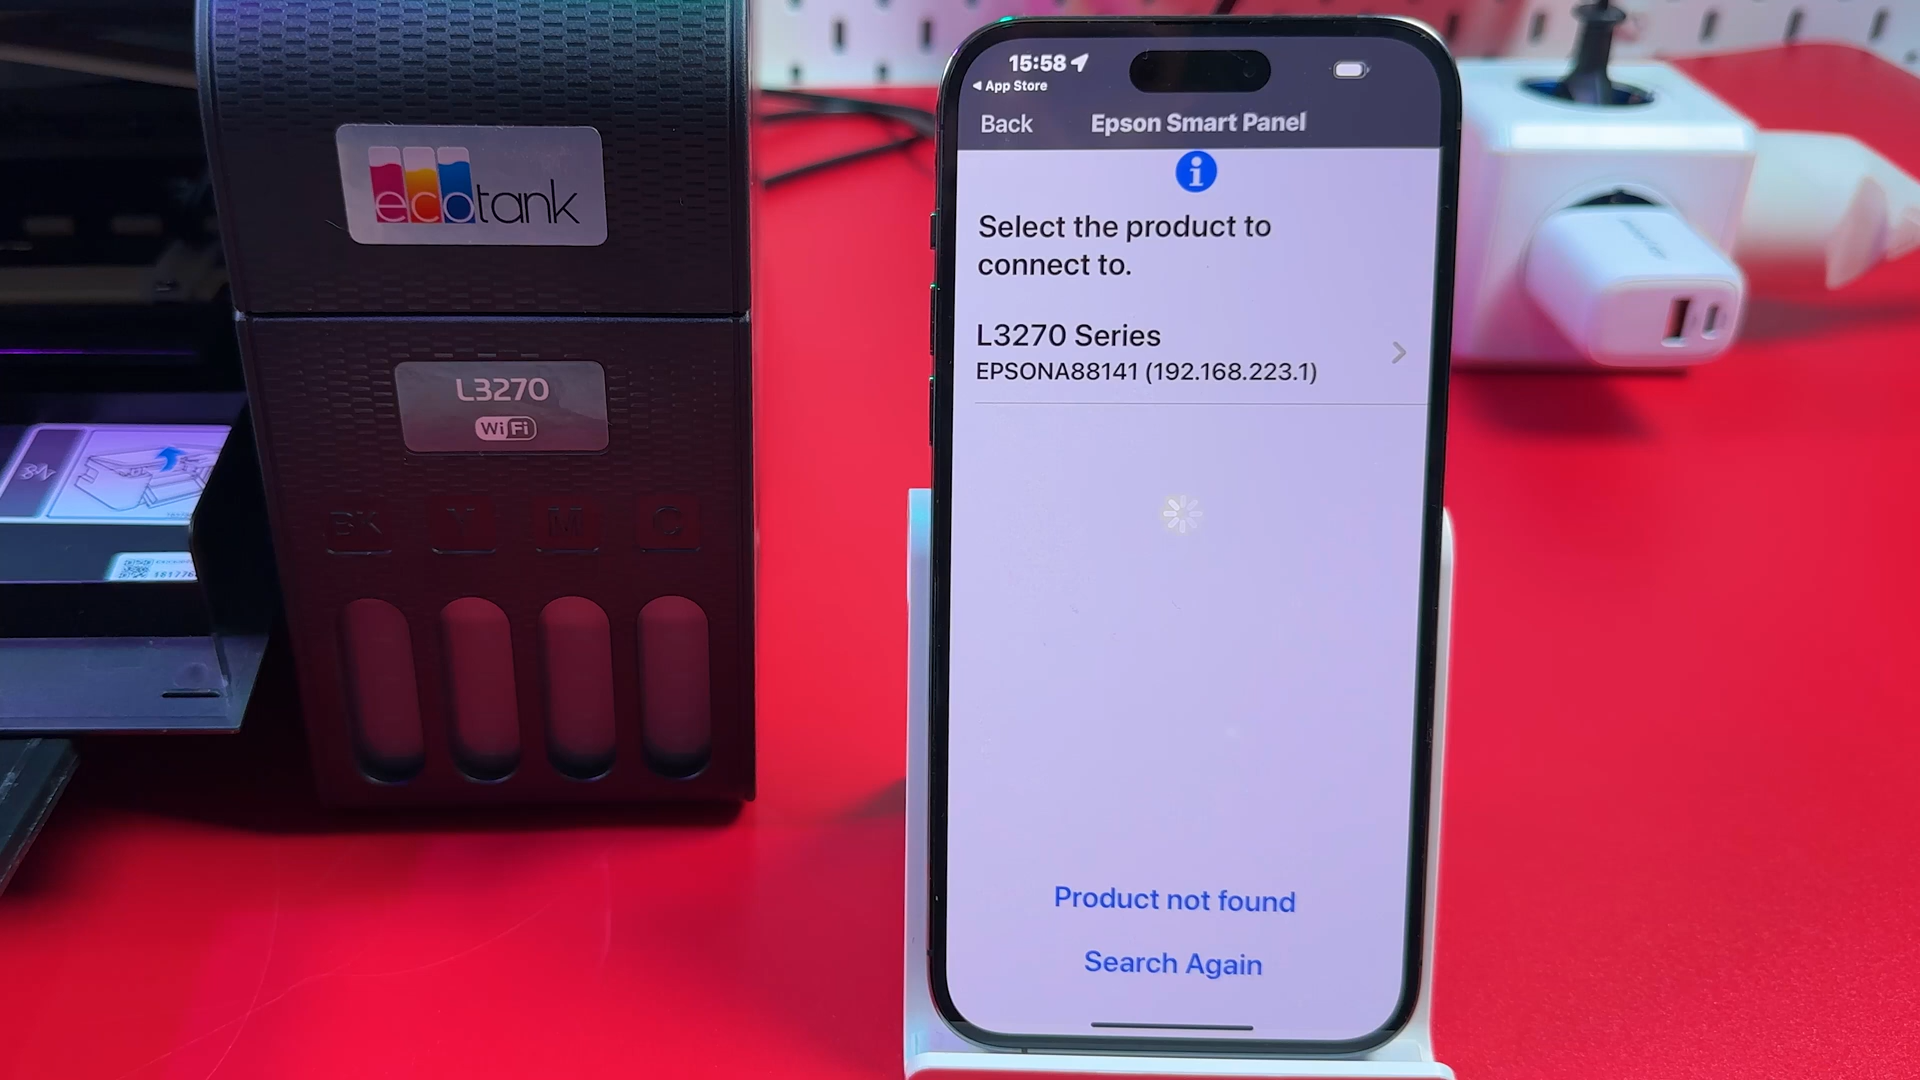 ecotank
L3270
WiFi
BK Y M C
15:58
App Store
Back
Epson Smart Panel
Select the product to
connect to.
L3270 Series
EPSONA88141 (192.168.223.1)
Product not found
Search Again